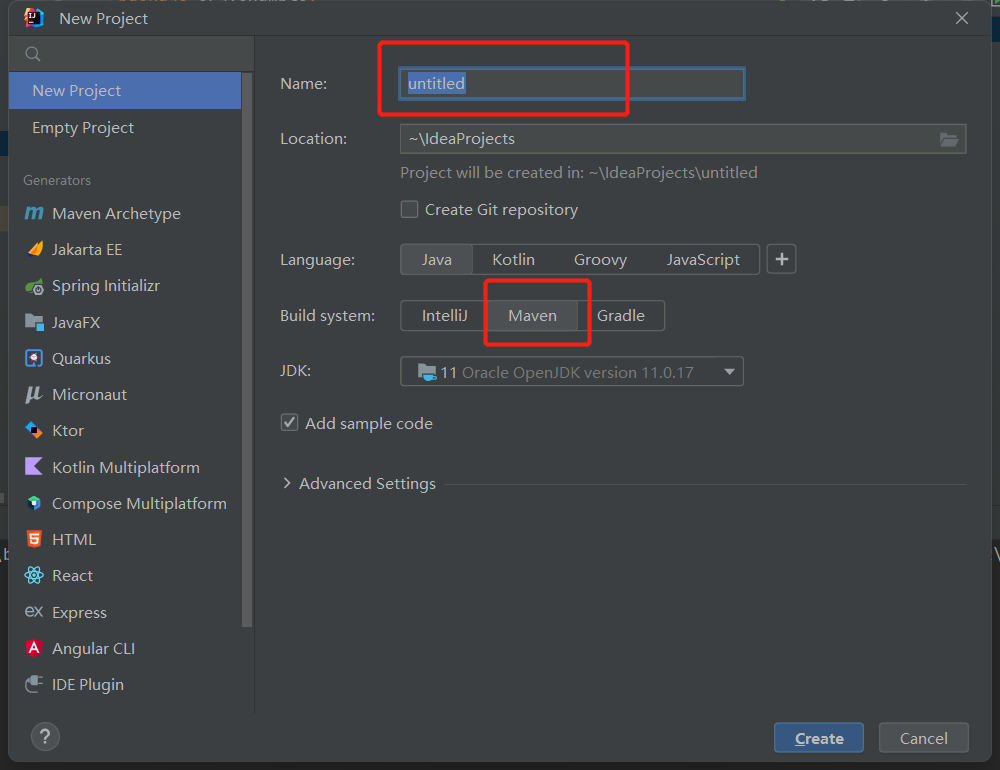 New Project
New Project
Empty Project
Generators
Maven Archetype
Jakarta EE
Spring Initializr
JavaFX
Quarkus
Micronaut
Ktor
Kotlin Multiplatform
Compose Multiplatform
HTML
React
ex Express
Angular CLI
IDE Plugin
?
Name: untitled
Location: ~\IdeaProjects
Project will be created in: ~\IdeaProjects\untitled
Create Git repository
Language: Java Kotlin Groovy JavaScript +
Build system: IntelliJ Maven Gradle
JDK: 11 Oracle OpenJDK version 11.0.17
Add sample code
Advanced Settings
Create Cancel